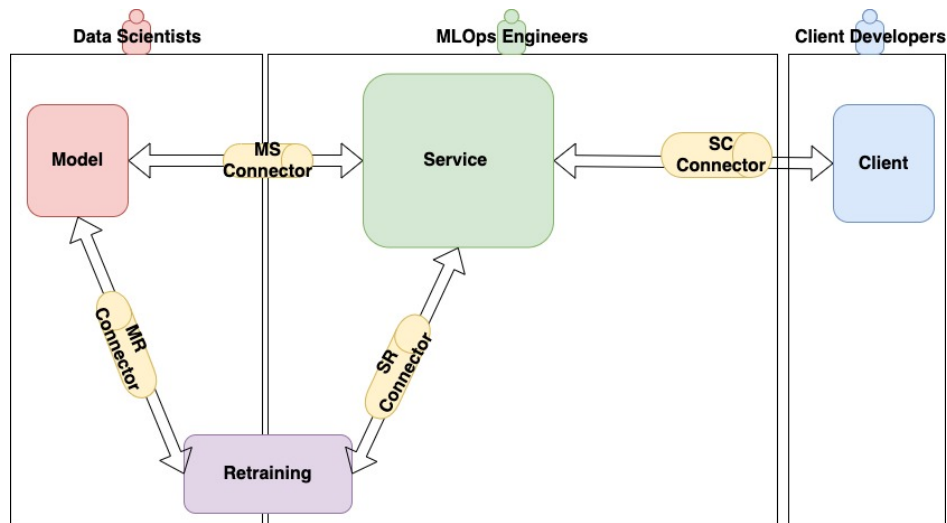 Data Scientists
MLOps Engineers
Client Developers
Model
MS
Connector
Service
SC
Connector
Client
MR
Connector
SR
Connector
Retraining